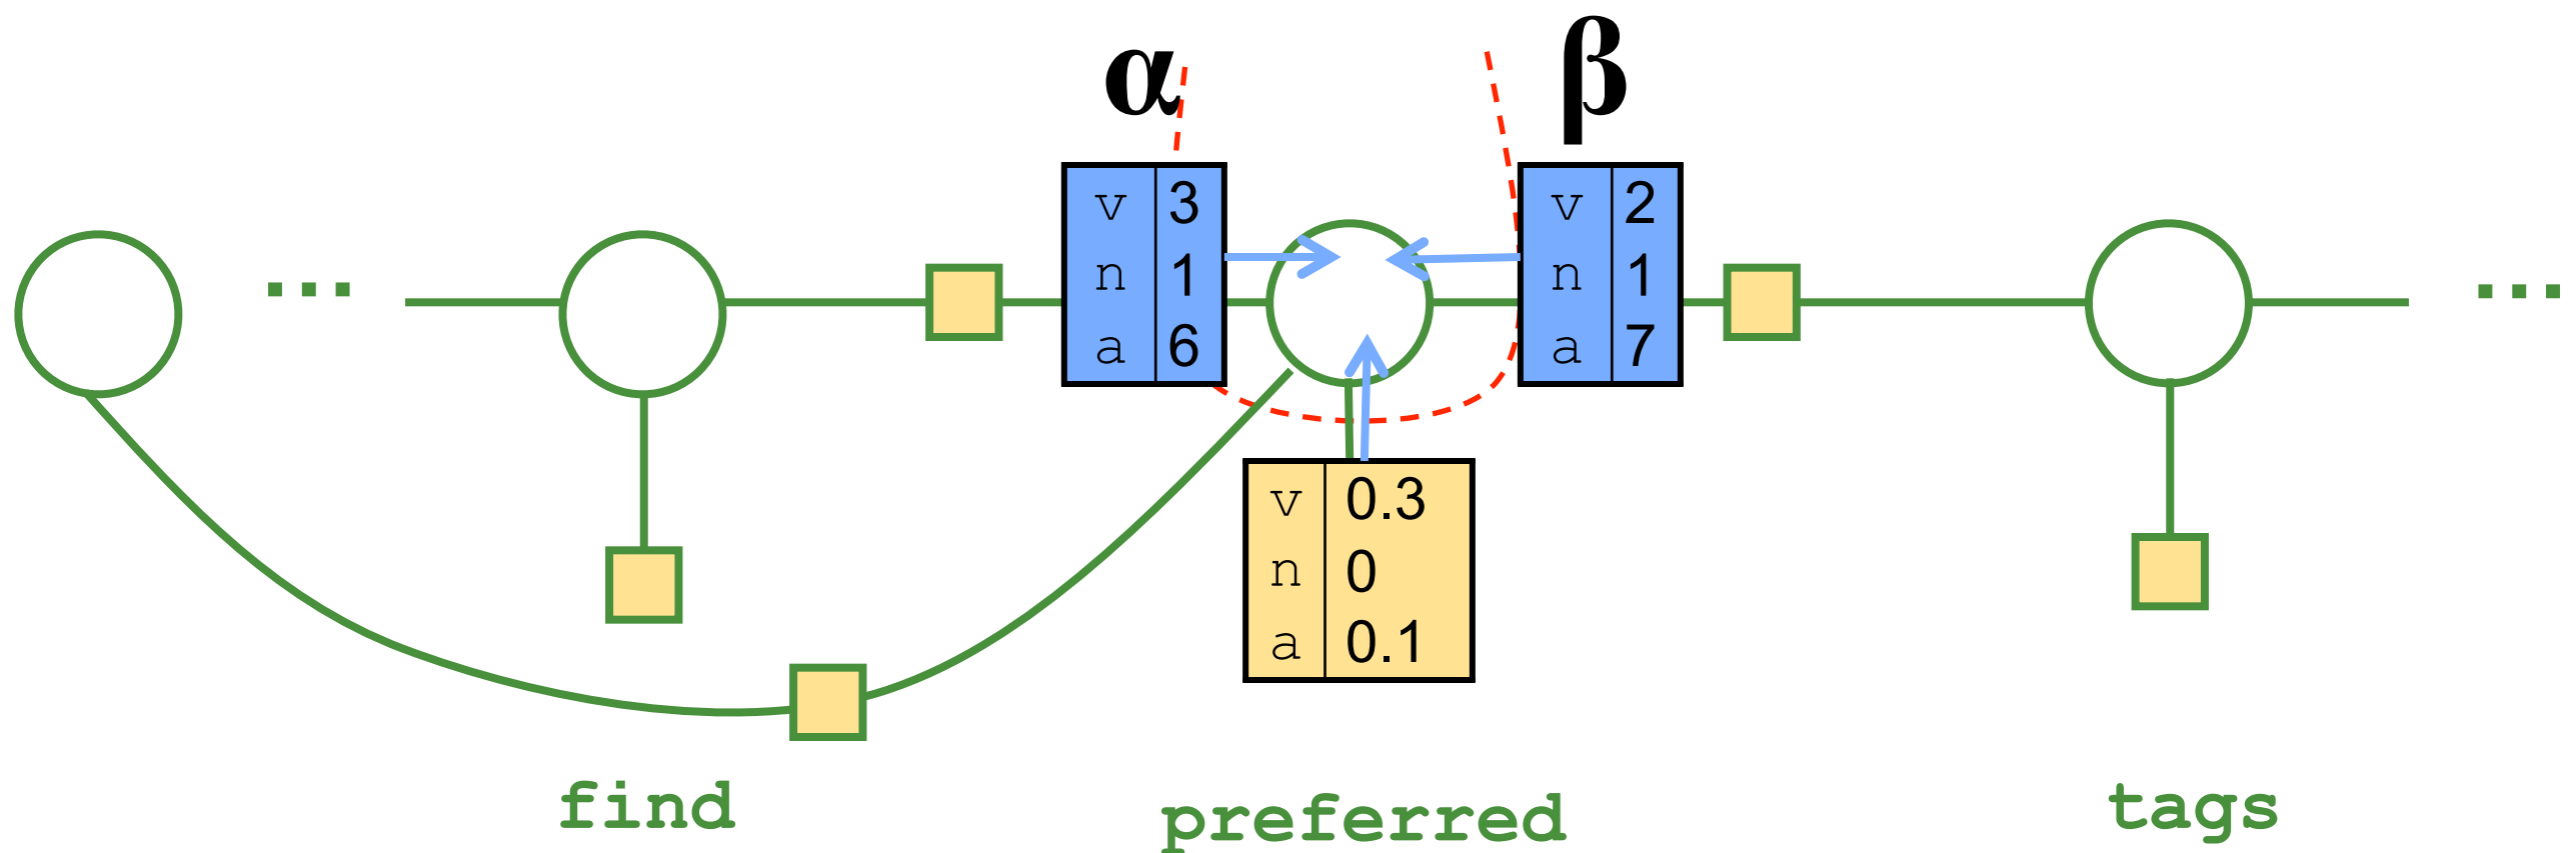 α
β
v 3
n 1
a 6
v 2
n 1
a 7
...
...
v 0.3
n 0
a 0.1
find
preferred
tags